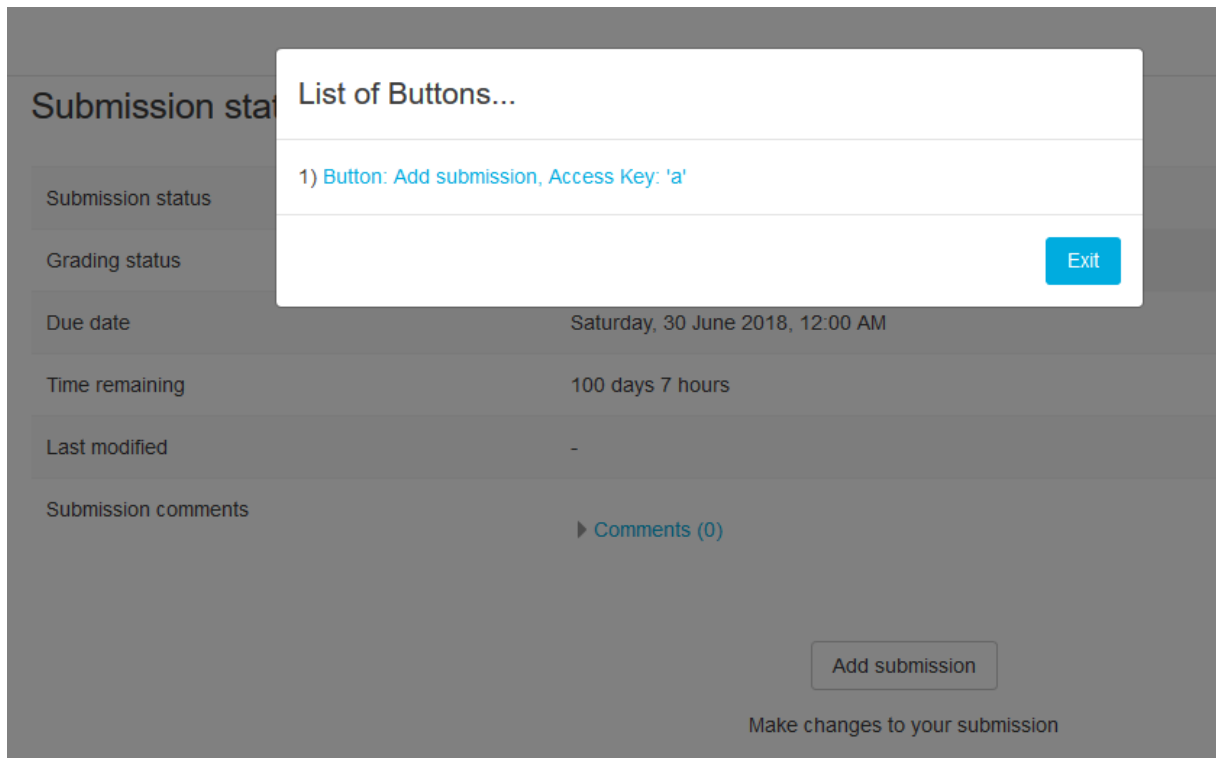 List of Buttons...
1) Button: Add submission, Access Key: 'a'
Exit
Submission
Submission status
Grading status
Due date Saturday, 30 June 2018, 12:00 AM
Time remaining 100 days 7 hours
Last modified -
Submission comments
Comments (0)
Add submission
Make changes to your submission